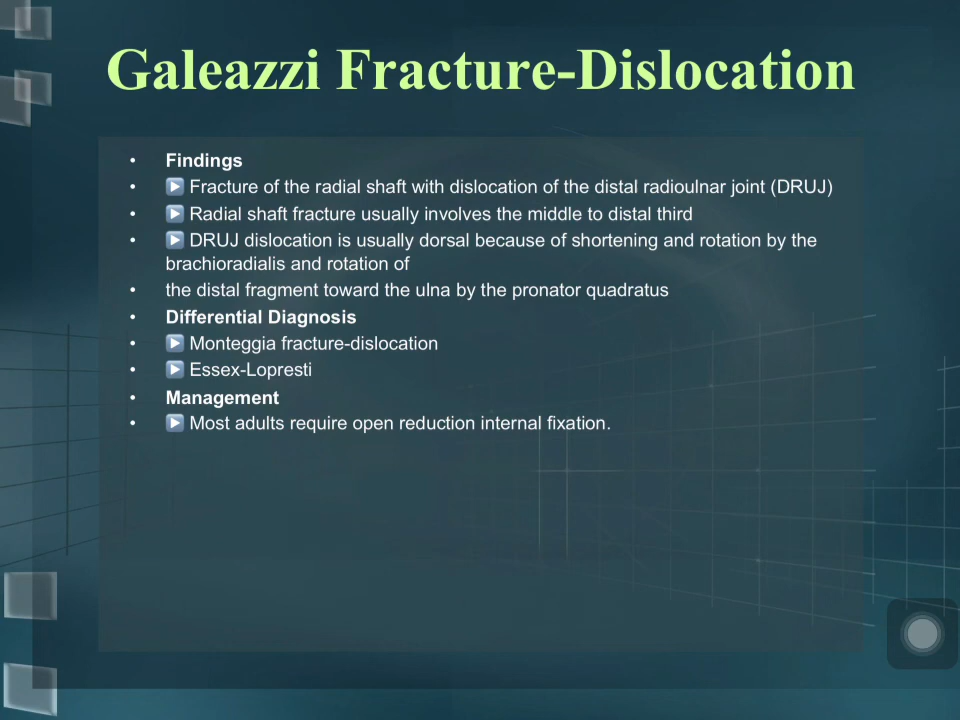 Galeazzi Fracture-Dislocation
• Findings
• ▶ Fracture of the radial shaft with dislocation of the distal radioulnar joint (DRUJ)
• ▶ Radial shaft fracture usually involves the middle to distal third
• ▶ DRUJ dislocation is usually dorsal because of shortening and rotation by the
brachioradialis and rotation of
• the distal fragment toward the ulna by the pronator quadratus
• Differential Diagnosis
• ▶ Monteggia fracture-dislocation
• ▶ Essex-Lopresti
• Management
• ▶ Most adults require open reduction internal fixation.